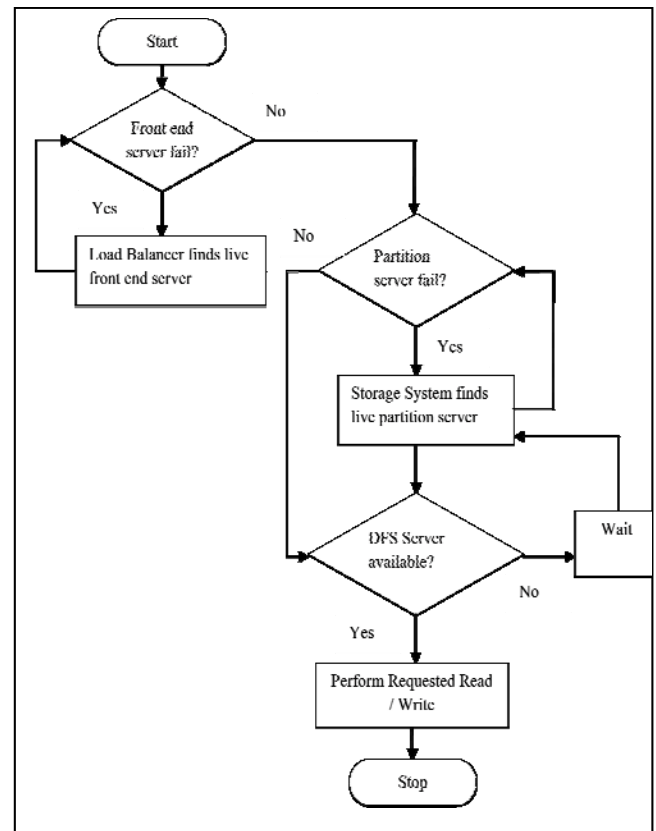 Start
No
Front end
server fail?
Yes
Load Balancer finds live
front end server
No
Partition
server fail?
Yes
Storage System finds
live partition server
DFS Server
available?
Wait
No
Yes
Perform Requested Read
/ Write
Stop